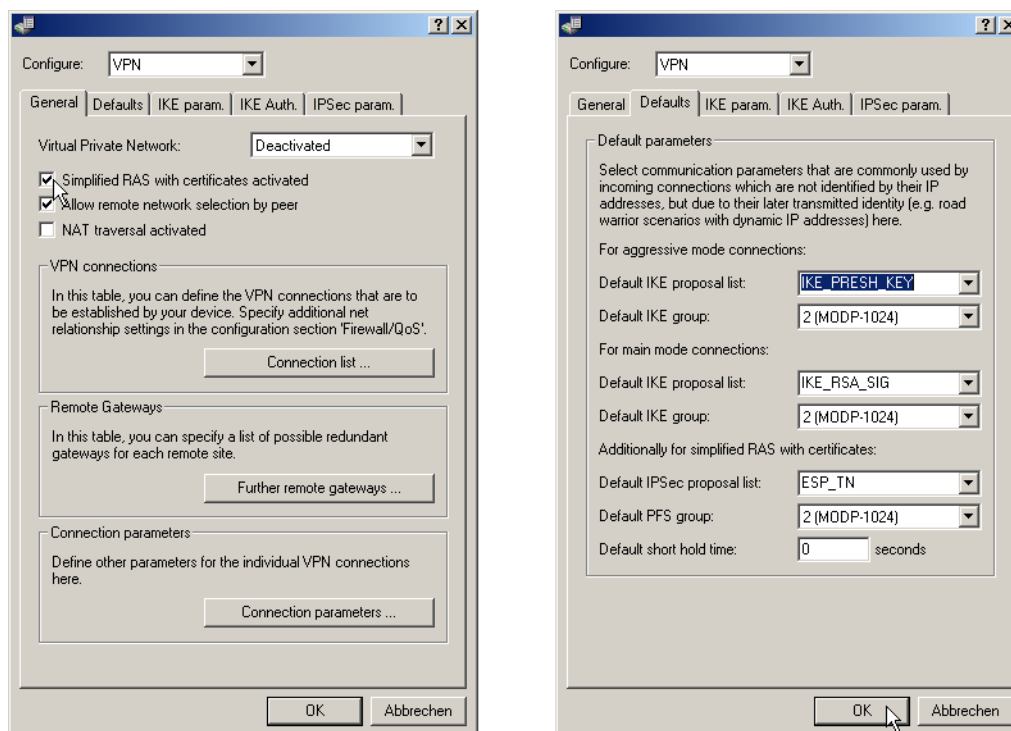 Configure: VPN
General Defaults IKE param. IKE Auth. IPSec param.
Virtual Private Network: Deactivated
Simplified RAS with certificates activated
Allow remote network selection by peer
NAT traversal activated
VPN connections
In this table, you can define the VPN connections that are to
be established by your device. Specify additional net
relationship settings in the configuration section 'Firewall/QoS'.
Connection list ...
Remote Gateways
In this table, you can specify a list of possible redundant
gateways for each remote site.
Further remote gateways ...
Connection parameters
Define other parameters for the individual VPN connections
here.
Connection parameters ...
OK Abbrechen
Configure: VPN
General Defaults IKE param. IKE Auth. IPSec param.
Default parameters
Select communication parameters that are commonly used by
incoming connections which are not identified by their IP
addresses, but due to their later transmitted identity (e.g. road
warrior scenarios with dynamic IP addresses) here.
For aggressive mode connections:
Default IKE proposal list: IKE_PRESH_KEY
Default IKE group: 2 (MODP-1024)
For main mode connections:
Default IKE proposal list: IKE_RSA_SIG
Default IKE group: 2 (MODP-1024)
Additionally for simplified RAS with certificates:
Default IPSec proposal list: ESP_TN
Default PFS group: 2 (MODP-1024)
Default short hold time: 0 seconds
OK Abbrechen